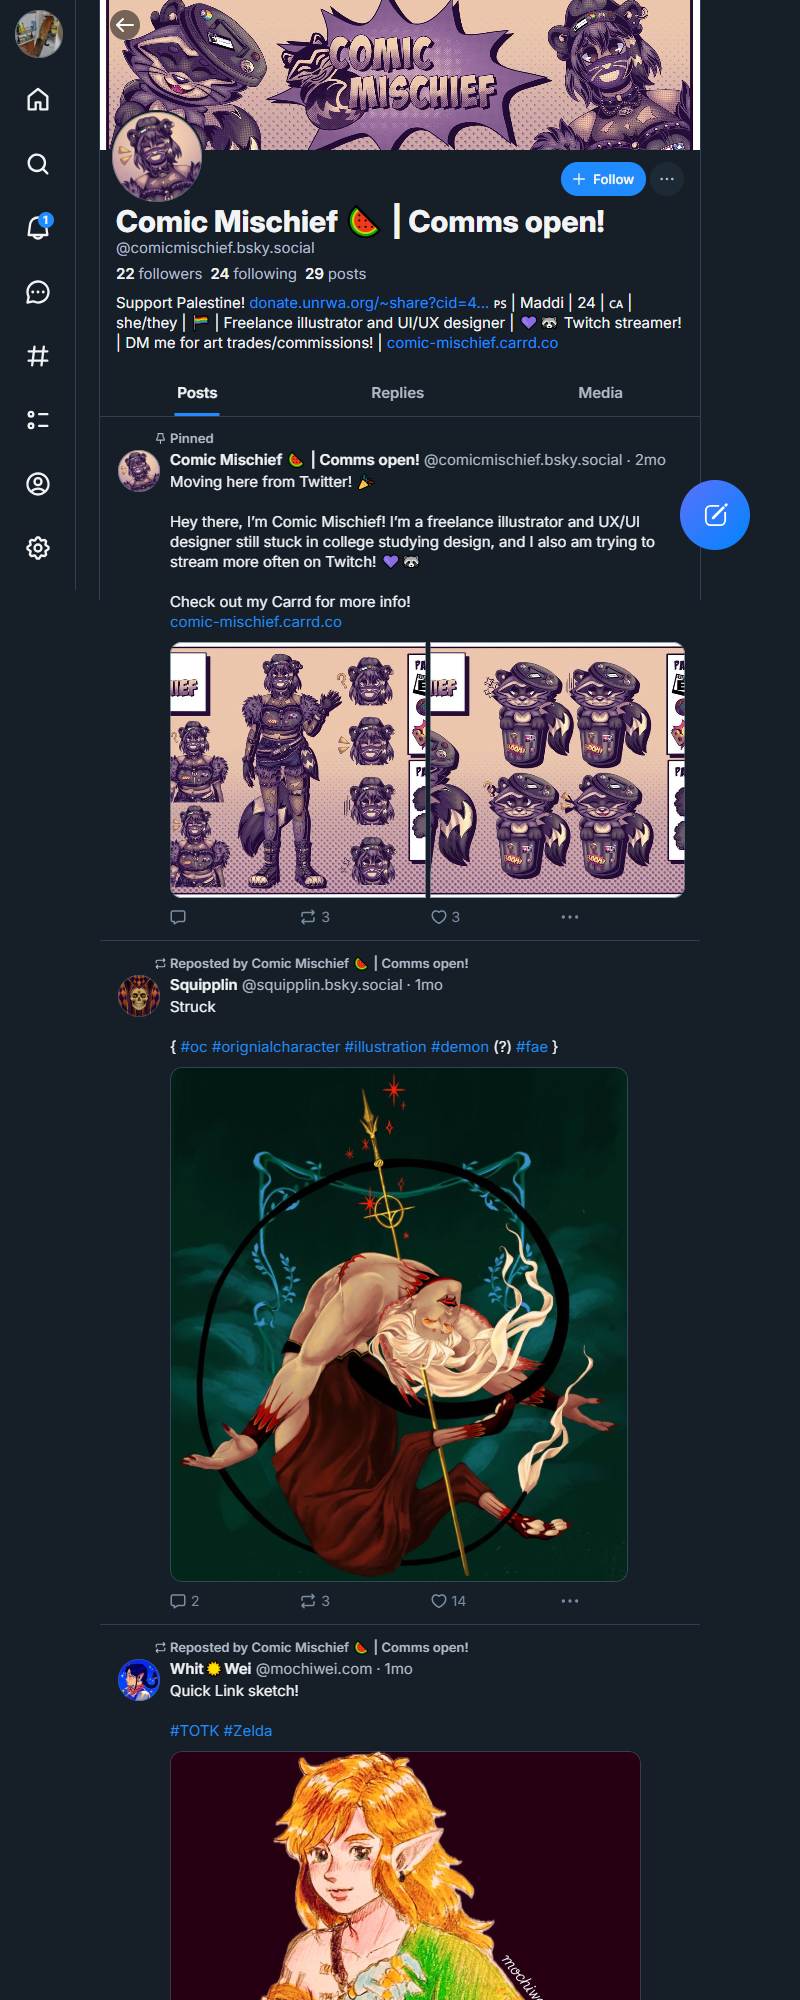 COMIC
MISCHIEF
1
+ Follow
Comic Mischief 🍉 | Comms open!
@comicmischief.bsky.social
22 followers 24 following 29 posts
Support Palestine! donate.unrwa.org/~share?cid=4... 🇵🇸 | Maddi | 24 | 🇨🇦 |
she/they | 🏳️‍🌈 | Freelance illustrator and UI/UX designer | 💜🦝 Twitch streamer!
| DM me for art trades/commissions! | comic-mischief.carrd.co
Posts Replies Media
Pinned
Comic Mischief 🍉 | Comms open! @comicmischief.bsky.social · 2mo
Moving here from Twitter! 🎉
Hey there, I'm Comic Mischief! I'm a freelance illustrator and UX/UI
designer still stuck in college studying design, and I also am trying to
stream more often on Twitch! 💜🦝
Check out my Carrd for more info!
comic-mischief.carrd.co
3 3
Reposted by Comic Mischief 🍉 | Comms open!
Squipplin @squipplin.bsky.social · 1mo
Struck
{ #oc #orignialcharacter #illustration #demon (?) #fae }
2 3 14
Reposted by Comic Mischief 🍉 | Comms open!
Whit🌟Wei @mochiwei.com · 1mo
Quick Link sketch!
#TOTK #Zelda